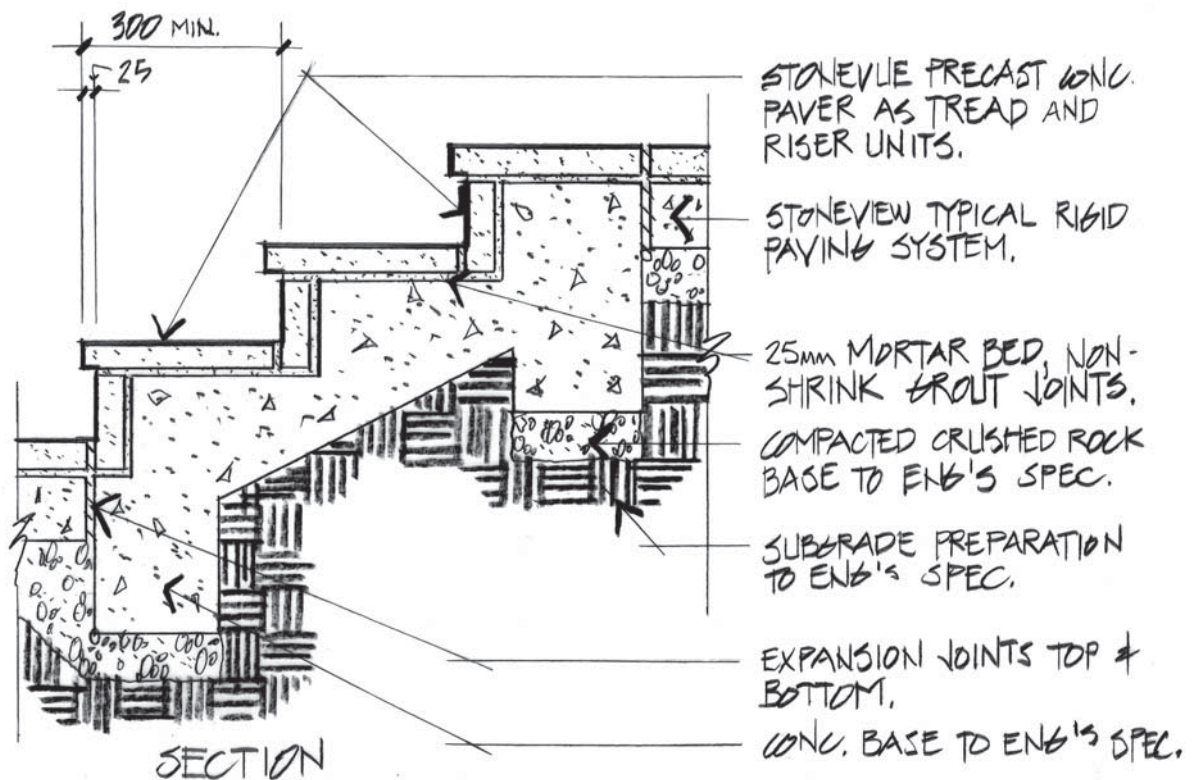 300 MIN.
25
STONEVUE PRECAST CONC.
PAVER AS TREAD AND
RISER UNITS.
STONEVIEW TYPICAL RIGID
PAVING SYSTEM.
25mm MORTAR BED, NON-
SHRINK GROUT JOINTS.
COMPACTED CRUSHED ROCK
BASE TO ENG'S SPEC.
SUBGRADE PREPARATION
TO ENG'S SPEC.
EXPANSION JOINTS TOP &
BOTTOM.
CONC. BASE TO ENG'S SPEC.
SECTION